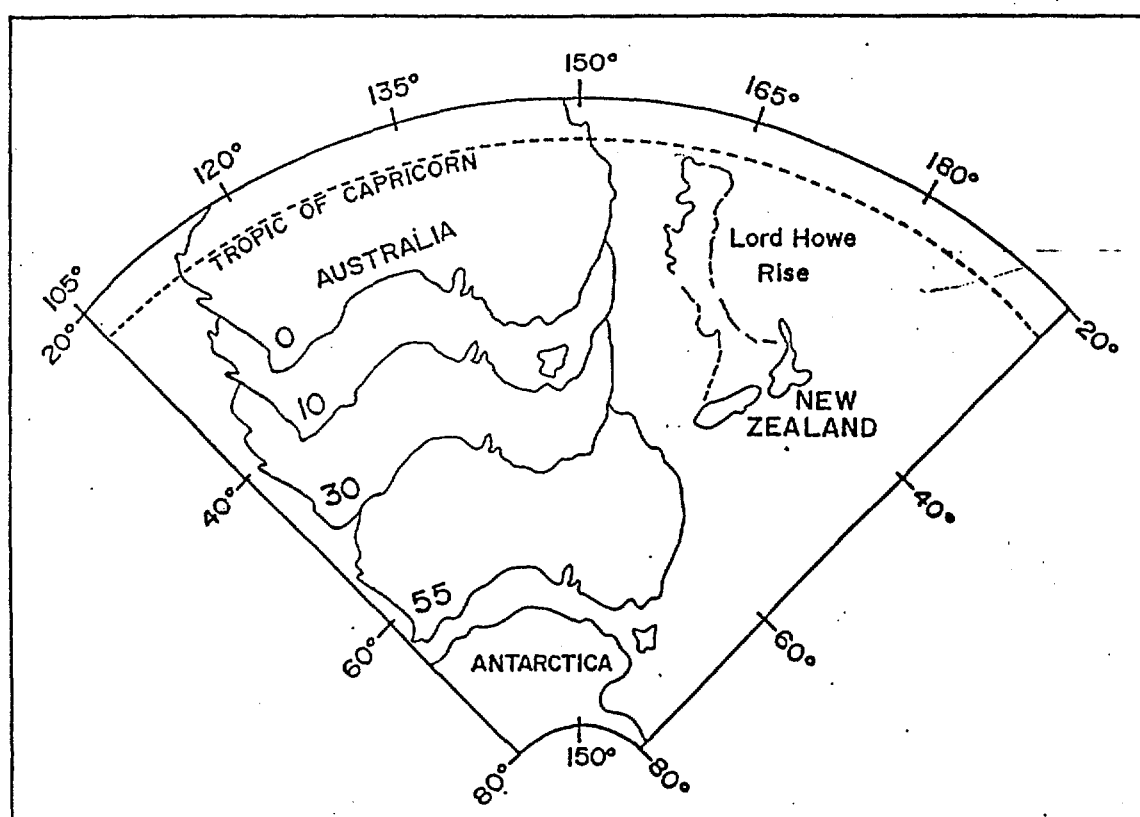 150°
135°
165°
120°
180°
TROPIC OF CAPRICORN
AUSTRALIA
Lord Howe
Rise
105°
20°
20°
0
10
NEW
ZEALAND
30
40°
40°
55
60°
60°
ANTARCTICA
150°
80°
80°